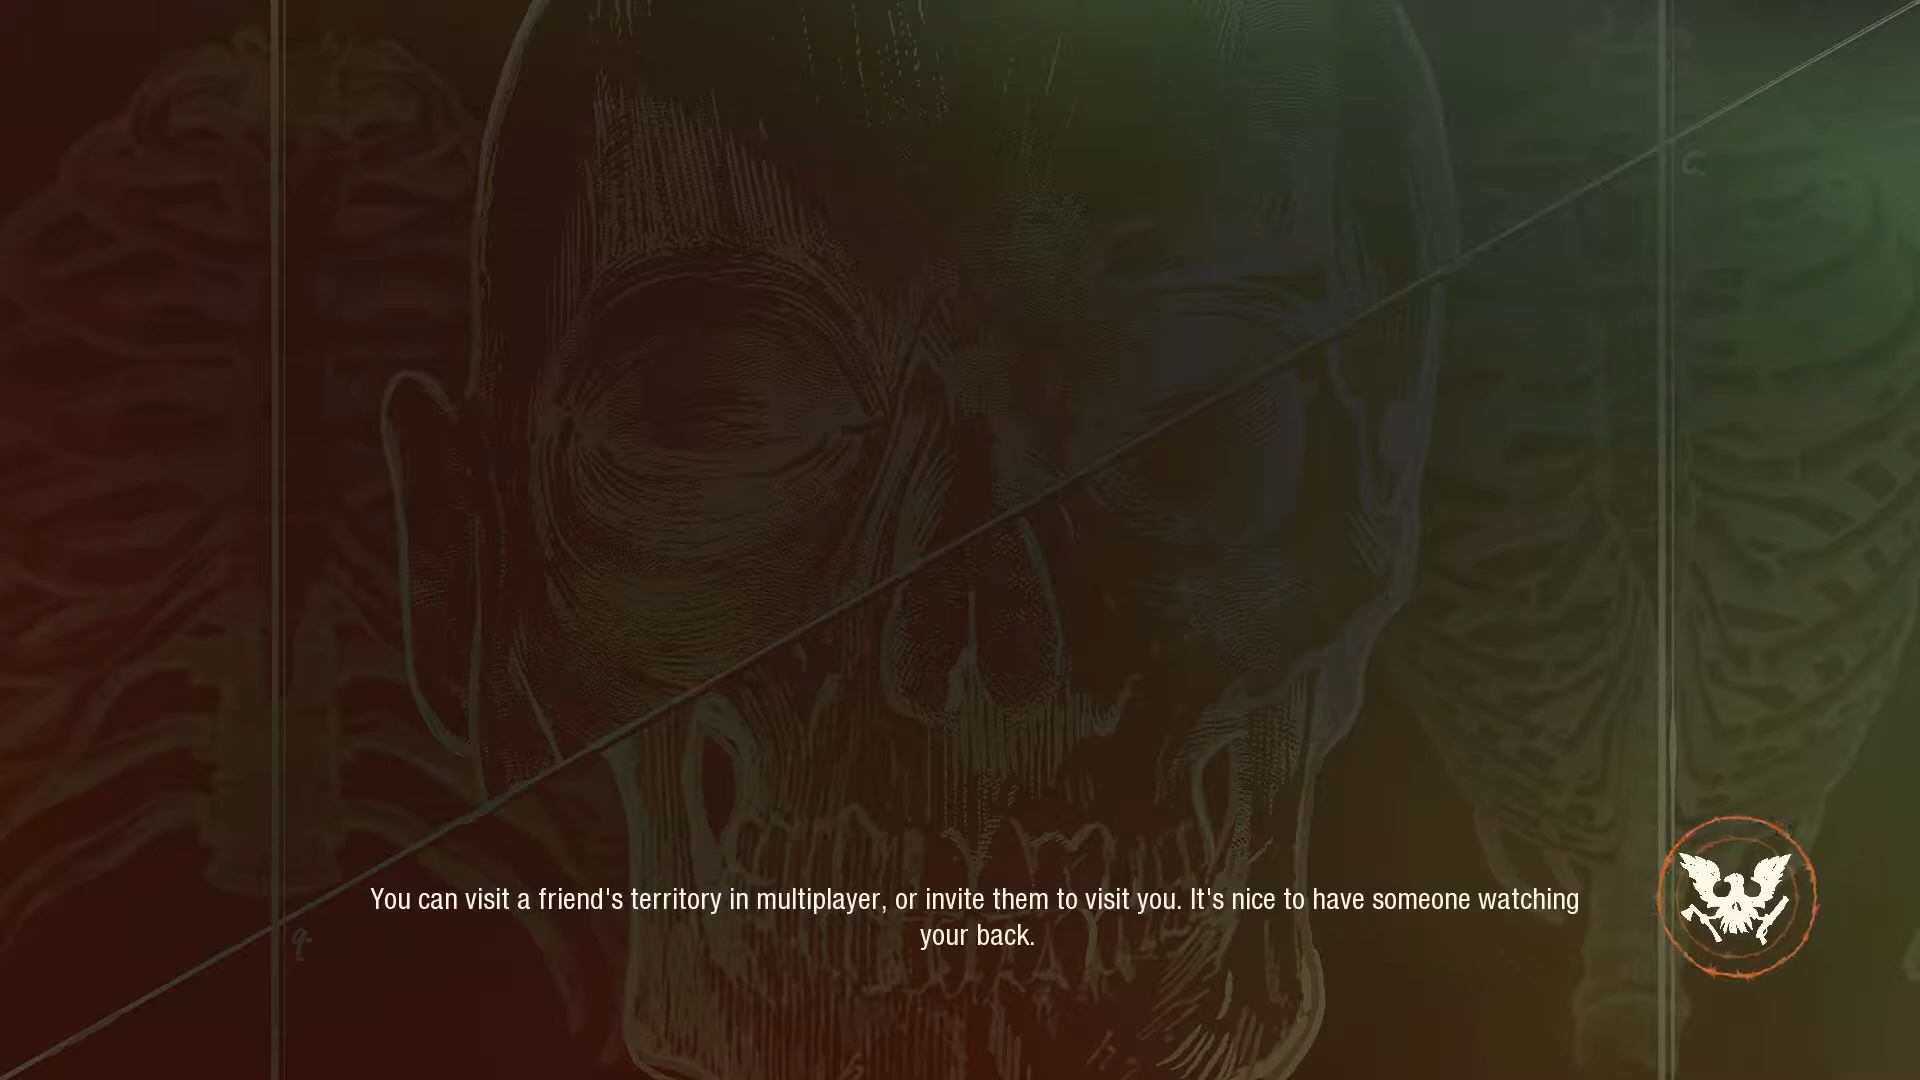 You can visit a friend's territory in multiplayer, or invite them to visit you. It's nice to have someone watching
your back.